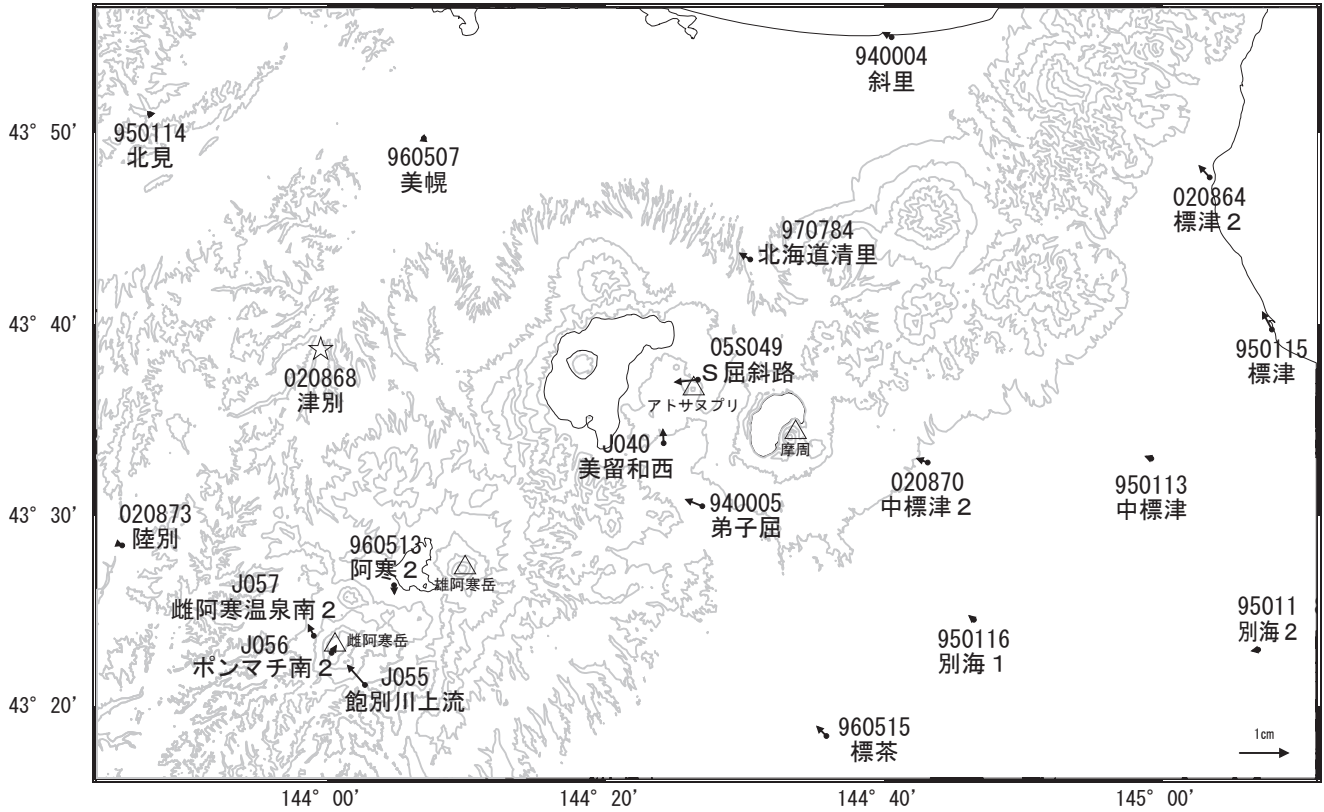 940004
斜里
43° 50′
950114
北見
960507
美幌
020864
標津２
970784
北海道清里
43° 40′
950115
標津
05S049
Ｓ屈斜路
020868
津別
アトサヌプリ
J040
美留和西
摩周
020870
中標津２
950113
中標津
940005
弟子屈
43° 30′
020873
陸別
960513
阿寒２
雄阿寒岳
J057
雌阿寒温泉南２
J056
ポンマチ南２
雌阿寒岳
J055
飽別川上流
950116
別海１
95011
別海２
43° 20′
960515
標茶
1cm
144° 00′
144° 20′
144° 40′
145° 00′